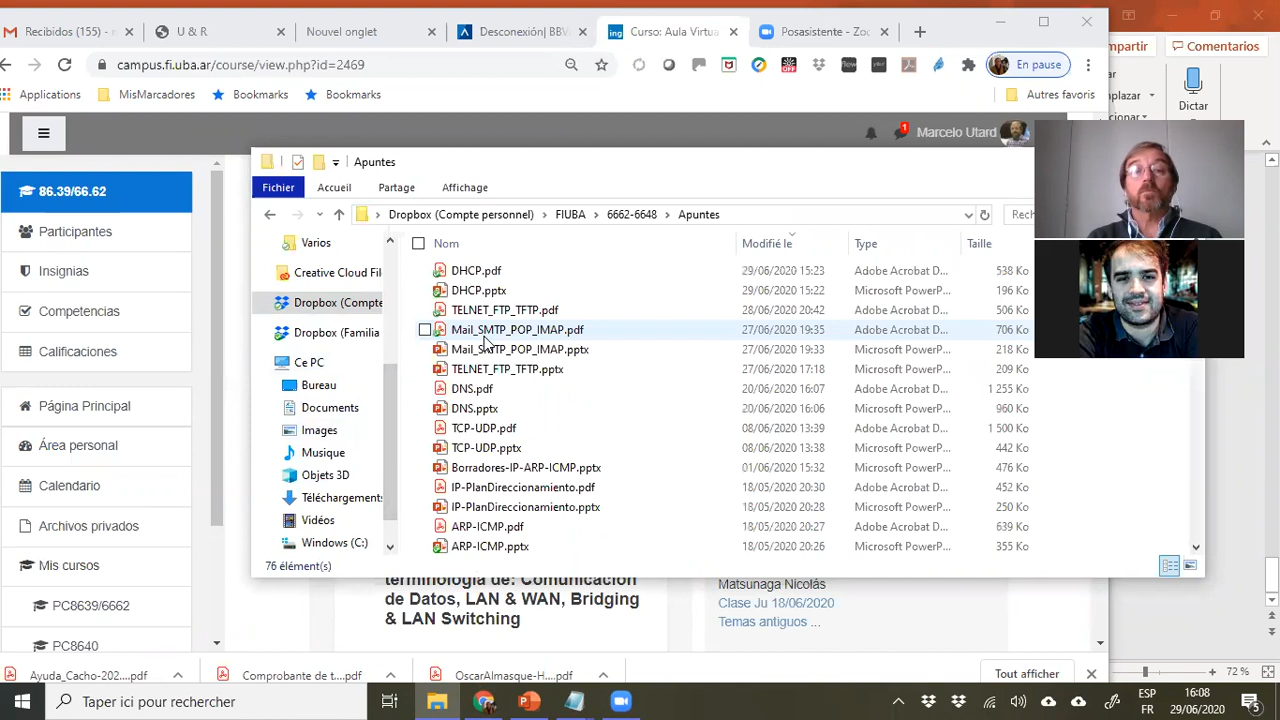 Recibidos (15) -
U & R
Nouvel onglet
Desconexión| BB
Curso: Aula Virtua
Posasistente - Zoo
campus.fi.uba.ar/course/view.php?id=2469
En pause
Applications
MisMarcadores
Bookmarks
Bookmarks
Autres favoris
Comentarios
Dictar
Marcelo Utard
1
86.39/66.62
Participantes
Insignias
Competencias
Calificaciones
Página Principal
Área personal
Calendario
Archivos privados
Mis cursos
PC8639/6662
PC8640
Apuntes
Fichier
Accueil
Partage
Affichage
Dropbox (Compte personnel) > FIUBA > 6662-6648 > Apuntes
Rech
Varios
Creative Cloud Fil
Dropbox (Compte
Dropbox (Familia
Ce PC
Bureau
Documents
Images
Musique
Objets 3D
Téléchargements
Vidéos
Windows (C:)
Nom Modifié le Type Taille
DHCP.pdf 29/06/2020 15:23 Adobe Acrobat D... 538 Ko
DHCP.pptx 29/06/2020 15:22 Microsoft PowerP... 196 Ko
TELNET_FTP_TFTP.pdf 28/06/2020 20:42 Adobe Acrobat D... 506 Ko
Mail_SMTP_POP_IMAP.pdf 27/06/2020 19:35 Adobe Acrobat D... 706 Ko
Mail_SMTP_POP_IMAP.pptx 27/06/2020 19:33 Microsoft PowerP... 218 Ko
TELNET_FTP_TFTP.pptx 27/06/2020 17:18 Microsoft PowerP... 209 Ko
DNS.pdf 20/06/2020 16:07 Adobe Acrobat D... 1 255 Ko
DNS.pptx 20/06/2020 16:06 Microsoft PowerP... 960 Ko
TCP-UDP.pdf 08/06/2020 13:39 Adobe Acrobat D... 1 500 Ko
TCP-UDP.pptx 08/06/2020 13:38 Microsoft PowerP... 442 Ko
Borradores-IP-ARP-ICMP.pptx 01/06/2020 15:32 Microsoft PowerP... 476 Ko
IP-PlanDireccionamiento.pdf 18/05/2020 20:30 Adobe Acrobat D... 452 Ko
IP-PlanDireccionamiento.pptx 18/05/2020 20:28 Microsoft PowerP... 250 Ko
ARP-ICMP.pdf 18/05/2020 20:27 Adobe Acrobat D... 639 Ko
ARP-ICMP.pptx 18/05/2020 20:26 Microsoft PowerP... 355 Ko
76 élément(s)
terminología de: Comunicación
de Datos, LAN & WAN, Bridging
& LAN Switching
Matsunaga Nicolás
Clase Ju 18/06/2020
Temas antiguos ...
Ayuda_Cacho-202....pdf
Comprobante de t....pdf
OscarAlmasque-H....pdf
Tout afficher
72 %
Taper ici pour rechercher
ESP
FR
16:08
29/06/2020
5